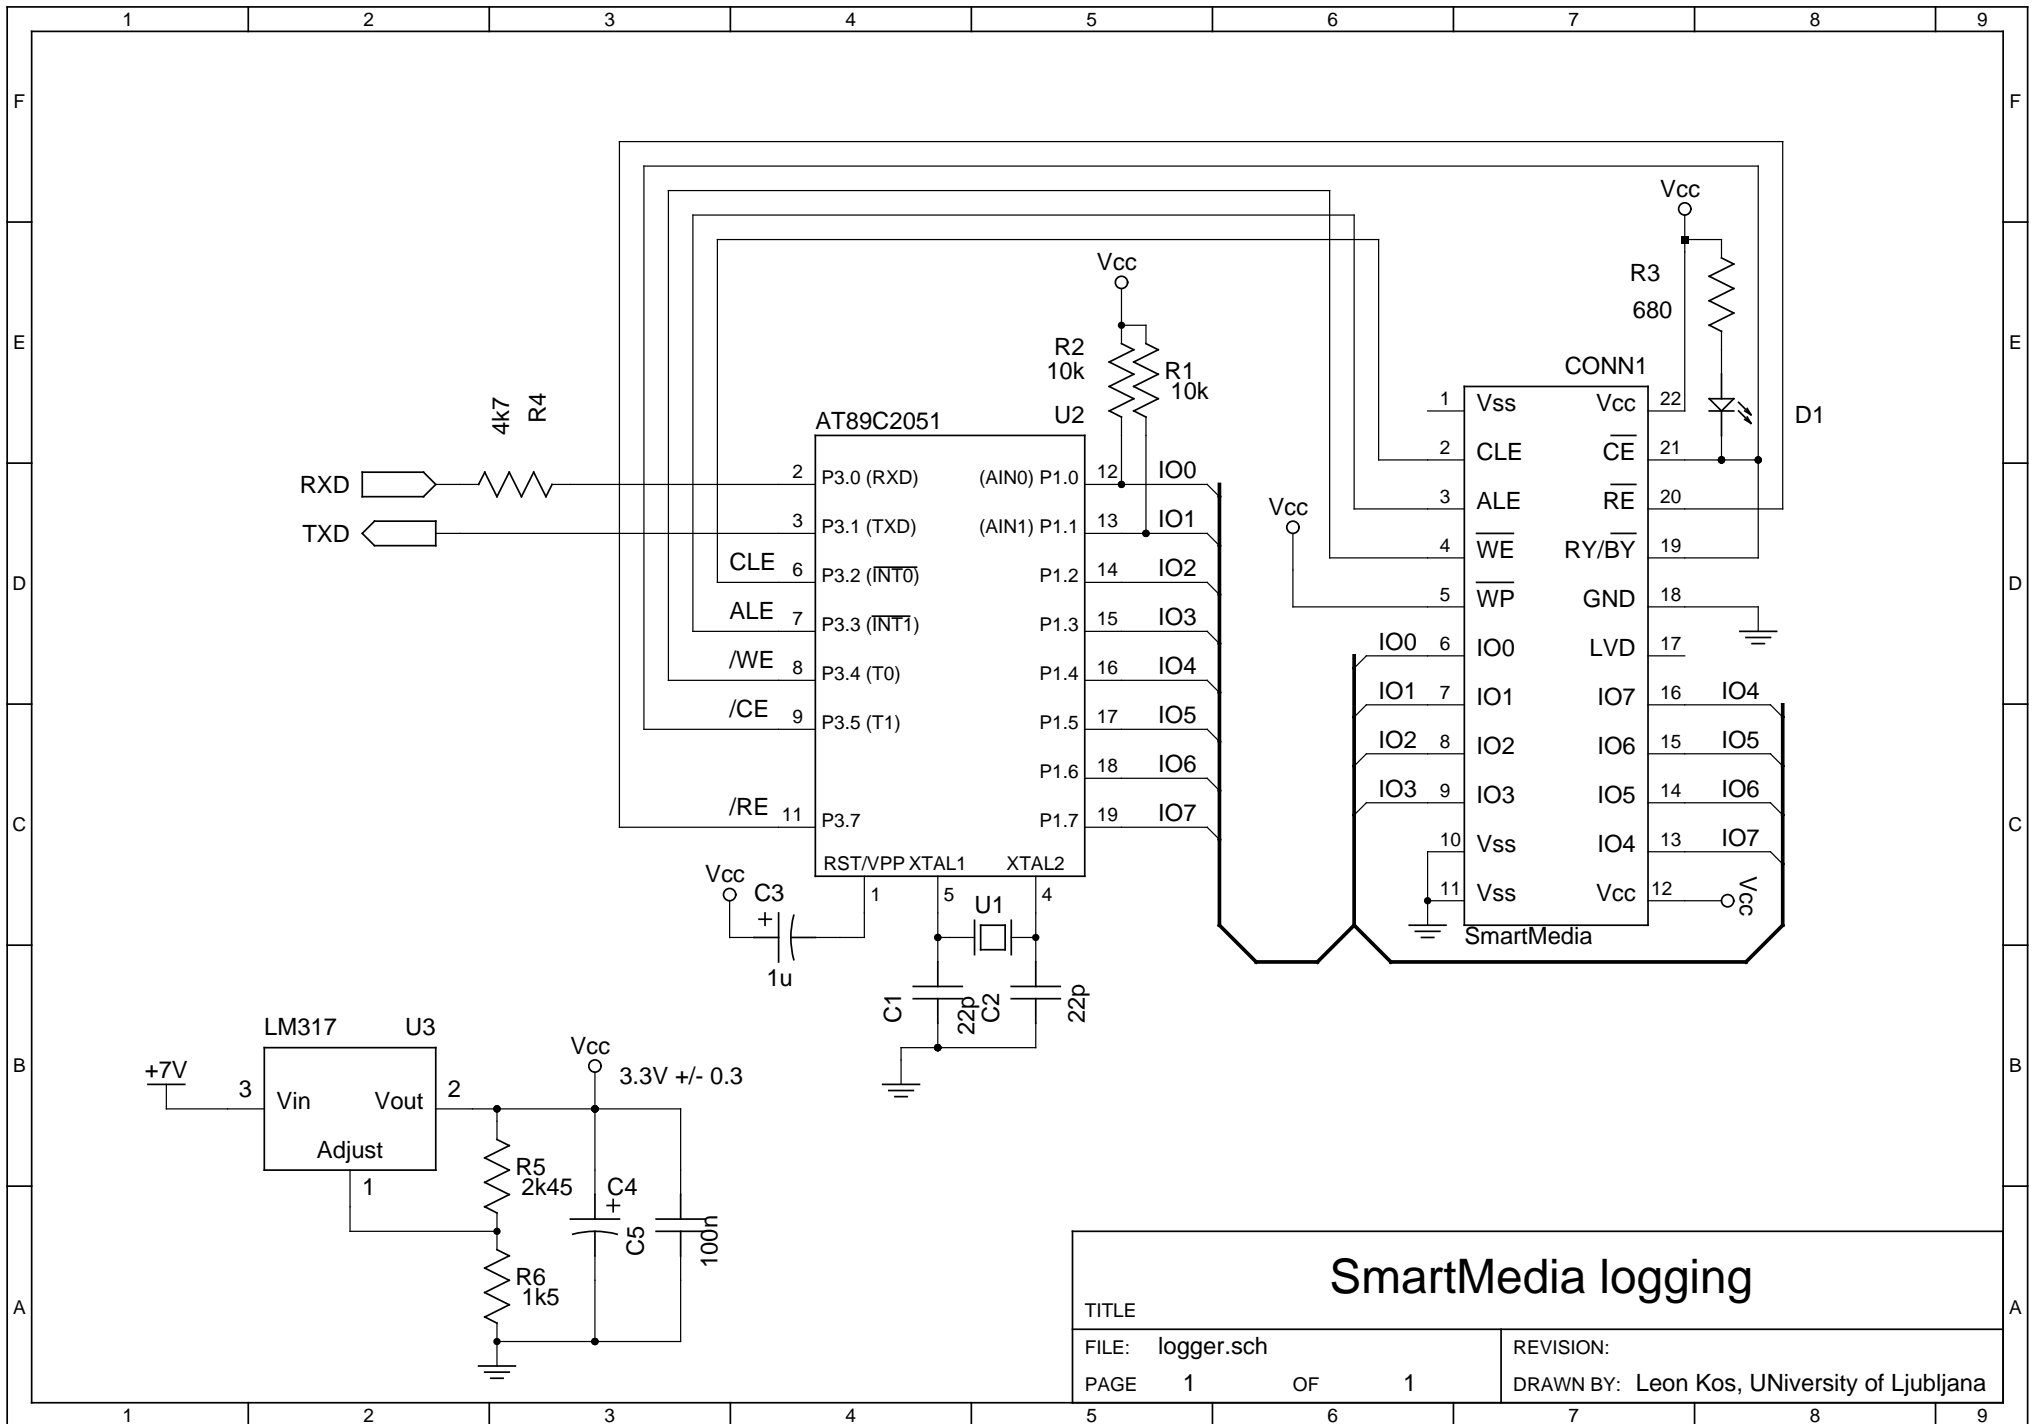 1 2 3 4 5 6 7 8 9
F F
E E
D D
C C
B B
A A
Vcc
R3
680
D1
Vcc
R2
10k
R1
10k
4k7
R4
RXD
TXD
AT89C2051
U2
2 P3.0 (RXD)
3 P3.1 (TXD)
CLE 6 P3.2 (INT0)
ALE 7 P3.3 (INT1)
/WE 8 P3.4 (T0)
/CE 9 P3.5 (T1)
/RE 11 P3.7
(AIN0) P1.0 12 IO0
(AIN1) P1.1 13 IO1
P1.2 14 IO2
P1.3 15 IO3
P1.4 16 IO4
P1.5 17 IO5
P1.6 18 IO6
P1.7 19 IO7
RST/VPP XTAL1 XTAL2
1 5 4
Vcc
C3
+
1u
U1
C1
22p
C2
22p
CONN1
1 Vss Vcc 22
2 CLE CE 21
3 ALE RE 20
4 WE RY/BY 19
Vcc
5 WP GND 18
IO0 6 IO0 LVD 17
IO1 7 IO1 IO7 16 IO4
IO2 8 IO2 IO6 15 IO5
IO3 9 IO3 IO5 14 IO6
10 Vss IO4 13 IO7
11 Vss Vcc 12 Vcc
SmartMedia
LM317 U3
+7V
3 Vin Vout 2
Adjust
1
Vcc
3.3V +/- 0.3
R5
2k45
R6
1k5
C4
+
C5
100n
SmartMedia logging
TITLE
FILE: logger.sch
REVISION:
PAGE 1 OF 1
DRAWN BY: Leon Kos, UNiversity of Ljubljana
1 2 3 4 5 6 7 8 9